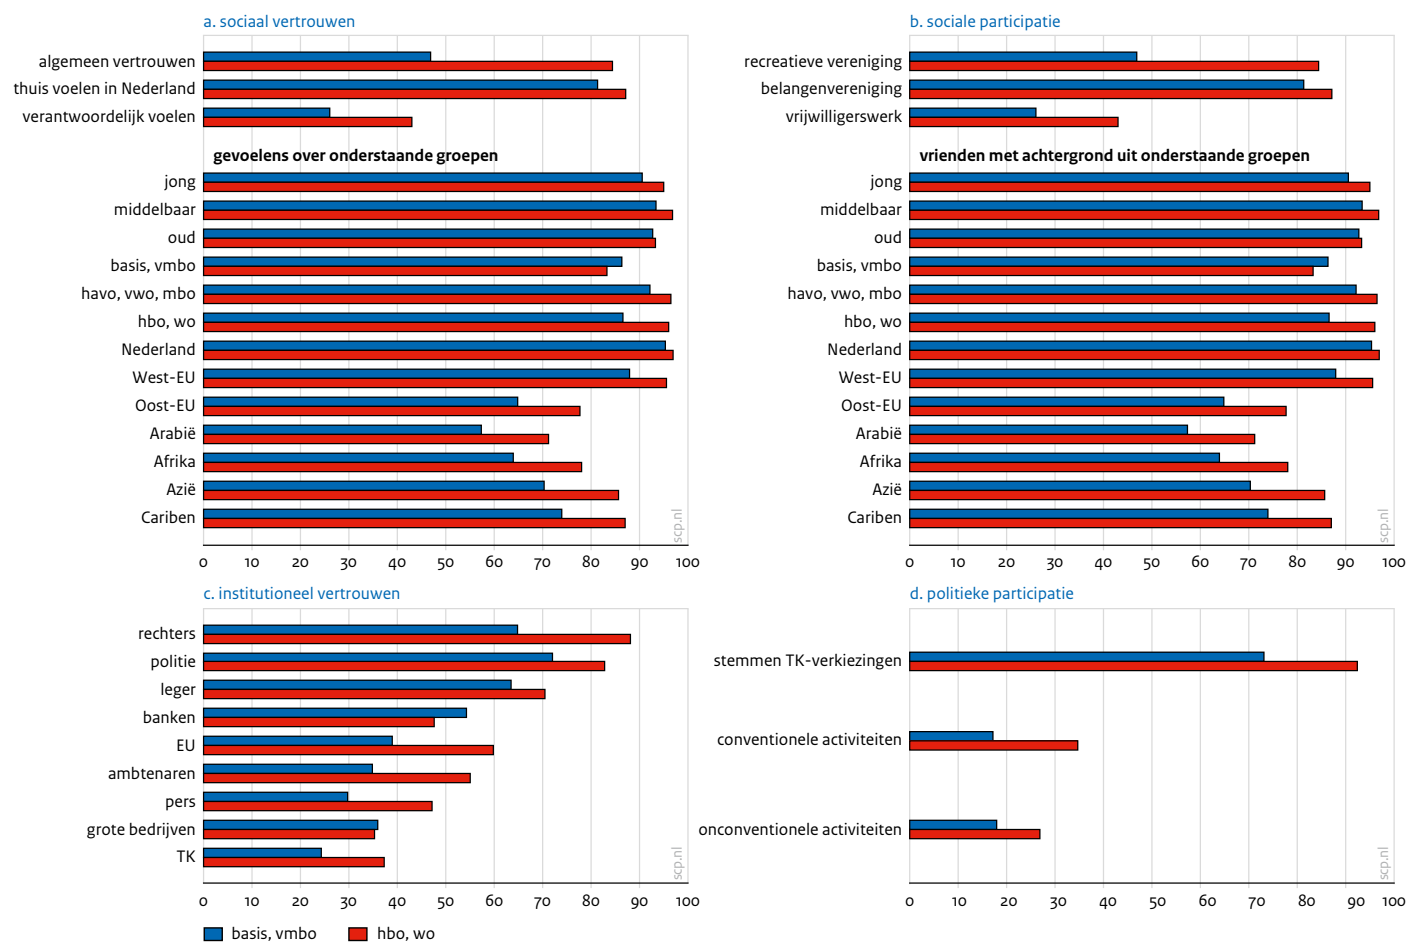 a. sociaal vertrouwen
algemeen vertrouwen
thuis voelen in Nederland
verantwoordelijk voelen
gevoelens over onderstaande groepen
jong
middelbaar
oud
basis, vmbo
havo, vwo, mbo
hbo, wo
Nederland
West-EU
Oost-EU
Arabië
Afrika
Azië
Cariben
scp.nl
0 10 20 30 40 50 60 70 80 90 100
b. sociale participatie
recreatieve vereniging
belangenvereniging
vrijwilligerswerk
vrienden met achtergrond uit onderstaande groepen
jong
middelbaar
oud
basis, vmbo
havo, vwo, mbo
hbo, wo
Nederland
West-EU
Oost-EU
Arabië
Afrika
Azië
Cariben
scp.nl
0 10 20 30 40 50 60 70 80 90 100
c. institutioneel vertrouwen
rechters
politie
leger
banken
EU
ambtenaren
pers
grote bedrijven
TK
scp.nl
0 10 20 30 40 50 60 70 80 90 100
d. politieke participatie
stemmen TK-verkiezingen
conventionele activiteiten
onconventionele activiteiten
scp.nl
0 10 20 30 40 50 60 70 80 90 100
basis, vmbo hbo, wo